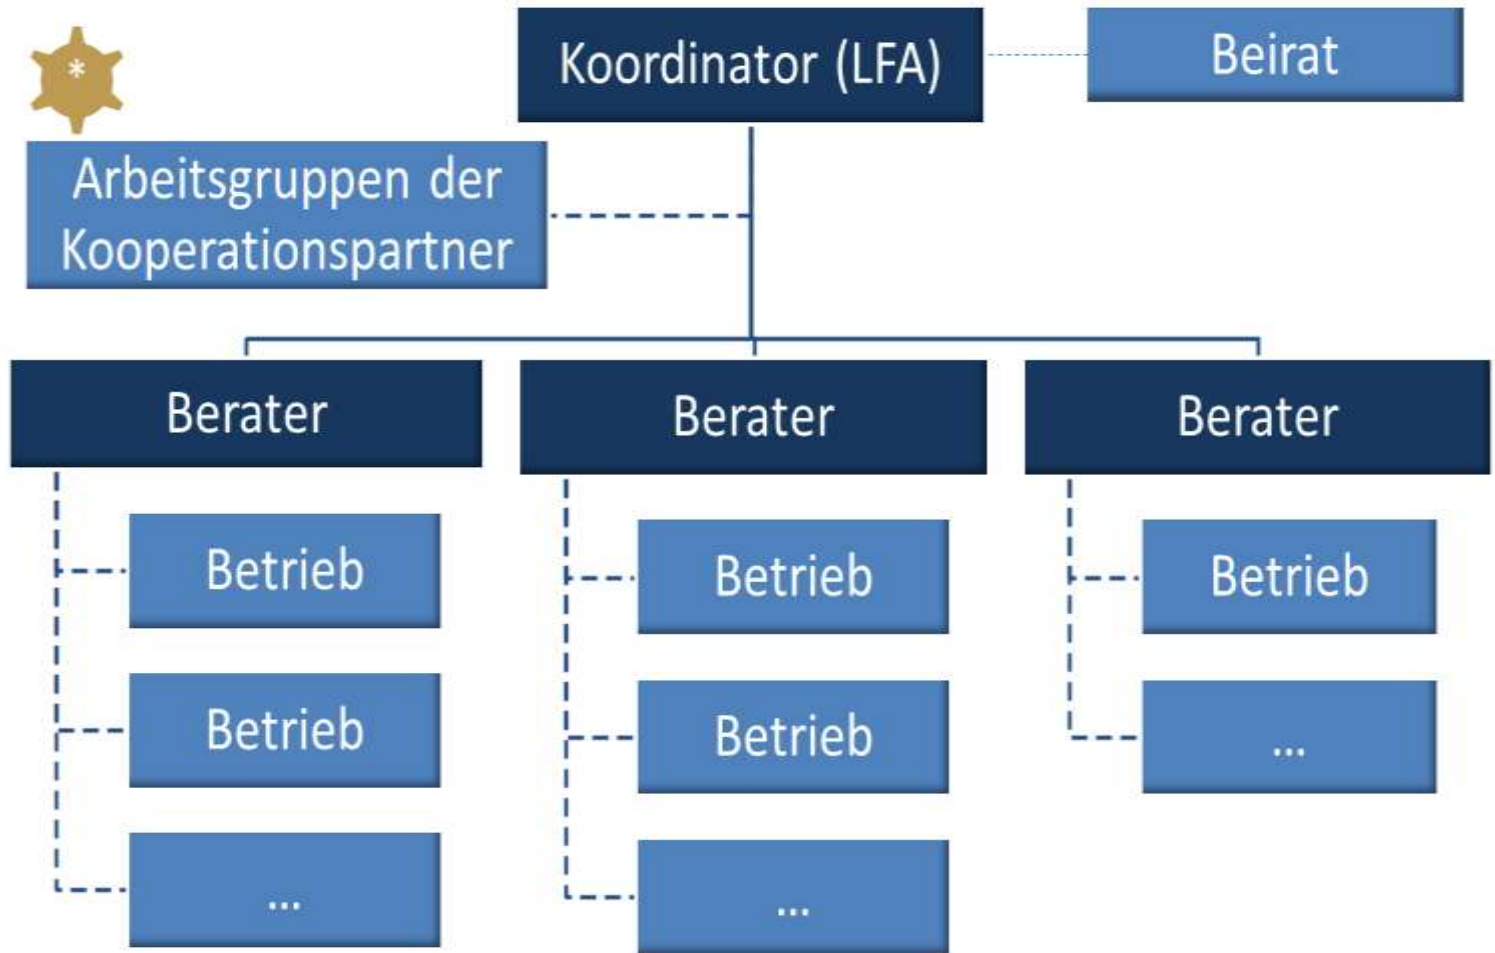 Koordinator (LFA)
Beirat
*
Arbeitsgruppen der
Kooperationspartner
Berater
Berater
Berater
Betrieb
Betrieb
Betrieb
Betrieb
Betrieb
...
...
...